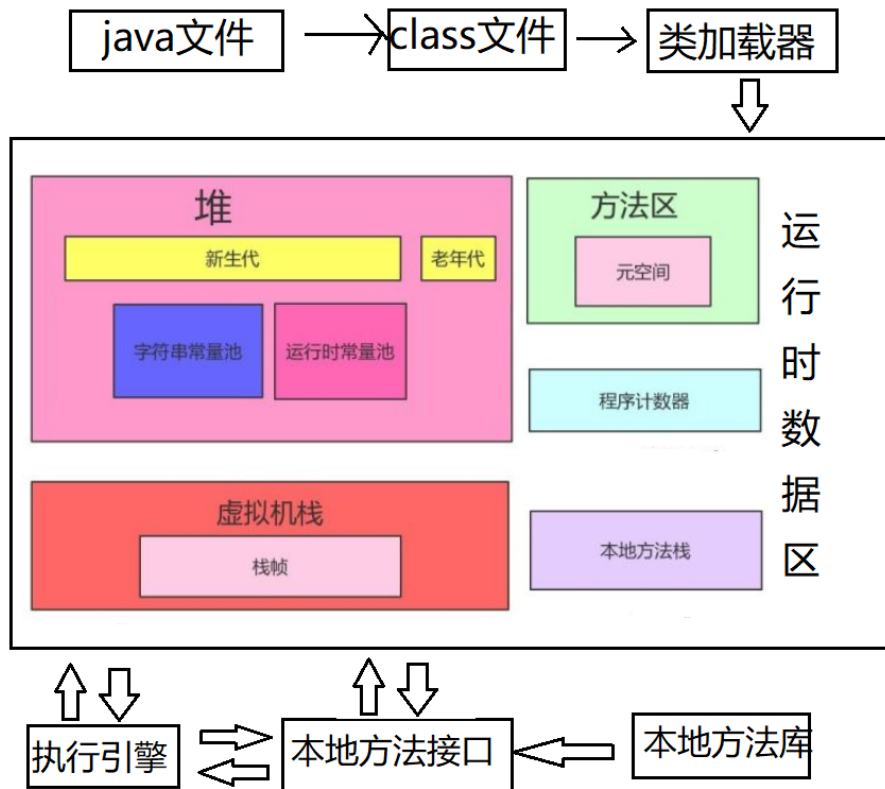 java文件
class文件
类加载器
堆
新生代
老年代
字符串常量池
运行时常量池
方法区
元空间
程序计数器
虚拟机栈
栈帧
本地方法栈
运行时数据区
执行引擎
本地方法接口
本地方法库